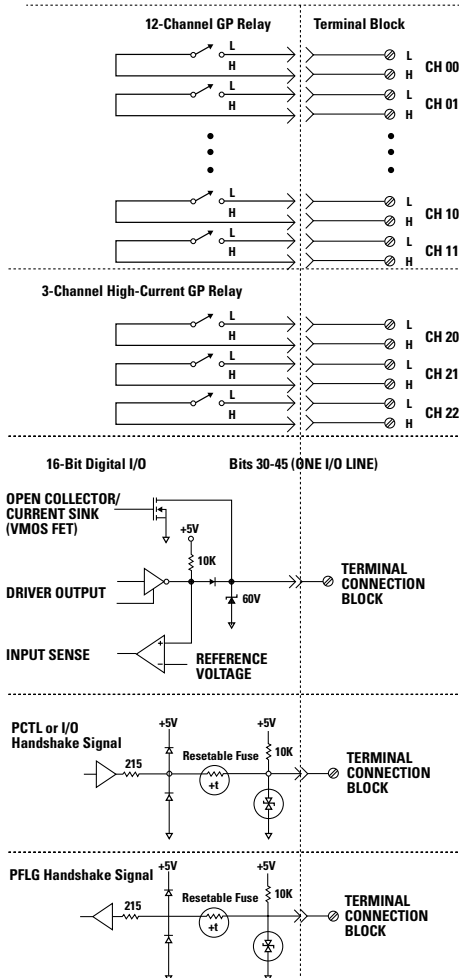 12-Channel GP Relay Terminal Block
L L
H H CH 00
L L
H H CH 01
L L
H H CH 10
L L
H H CH 11
3-Channel High-Current GP Relay
L L
H H CH 20
L L
H H CH 21
L L
H H CH 22
16-Bit Digital I/O Bits 30-45 (ONE I/O LINE)
OPEN COLLECTOR/
CURRENT SINK
(VMOS FET)
+5V
10K
DRIVER OUTPUT
60V
TERMINAL
CONNECTION
BLOCK
INPUT SENSE
+
–
REFERENCE
VOLTAGE
PCTL or I/O
Handshake Signal
+5V +5V
215
Resetable Fuse
+t
10K
TERMINAL
CONNECTION
BLOCK
PFLG Handshake Signal
+5V +5V
215
Resetable Fuse
+t
10K
TERMINAL
CONNECTION
BLOCK